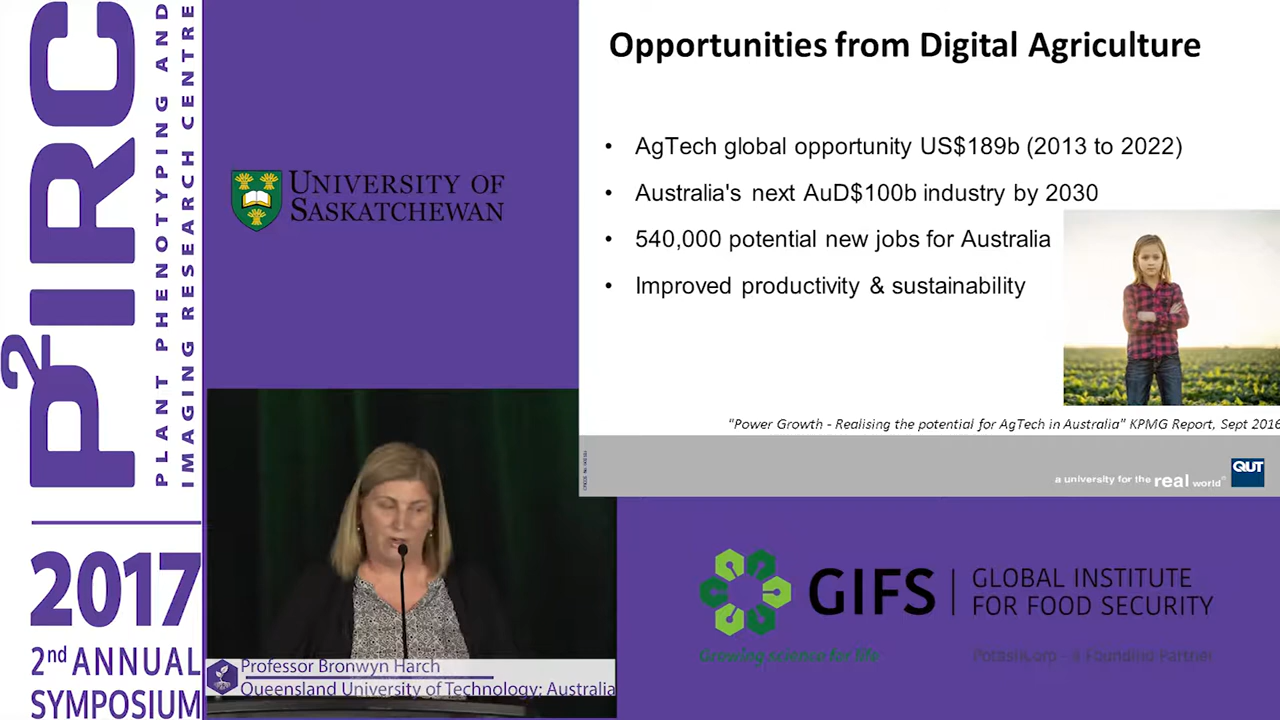 P²IRC
PLANT PHENOTYPING AND
IMAGING RESEARCH CENTRE
2017
2nd ANNUAL
SYMPOSIUM
UNIVERSITY OF
SASKATCHEWAN
Opportunities from Digital Agriculture
• AgTech global opportunity US$189b (2013 to 2022)
• Australia's next AuD$100b industry by 2030
• 540,000 potential new jobs for Australia
• Improved productivity & sustainability
"Power Growth - Realising the potential for AgTech in Australia" KPMG Report, Sept 2016
a university for the real world
QUT
Professor Bronwyn Harch
Queensland University of Technology; Australia
GIFS
GLOBAL INSTITUTE
FOR FOOD SECURITY
Growing science for life
PotashCorp - a Founding Partner